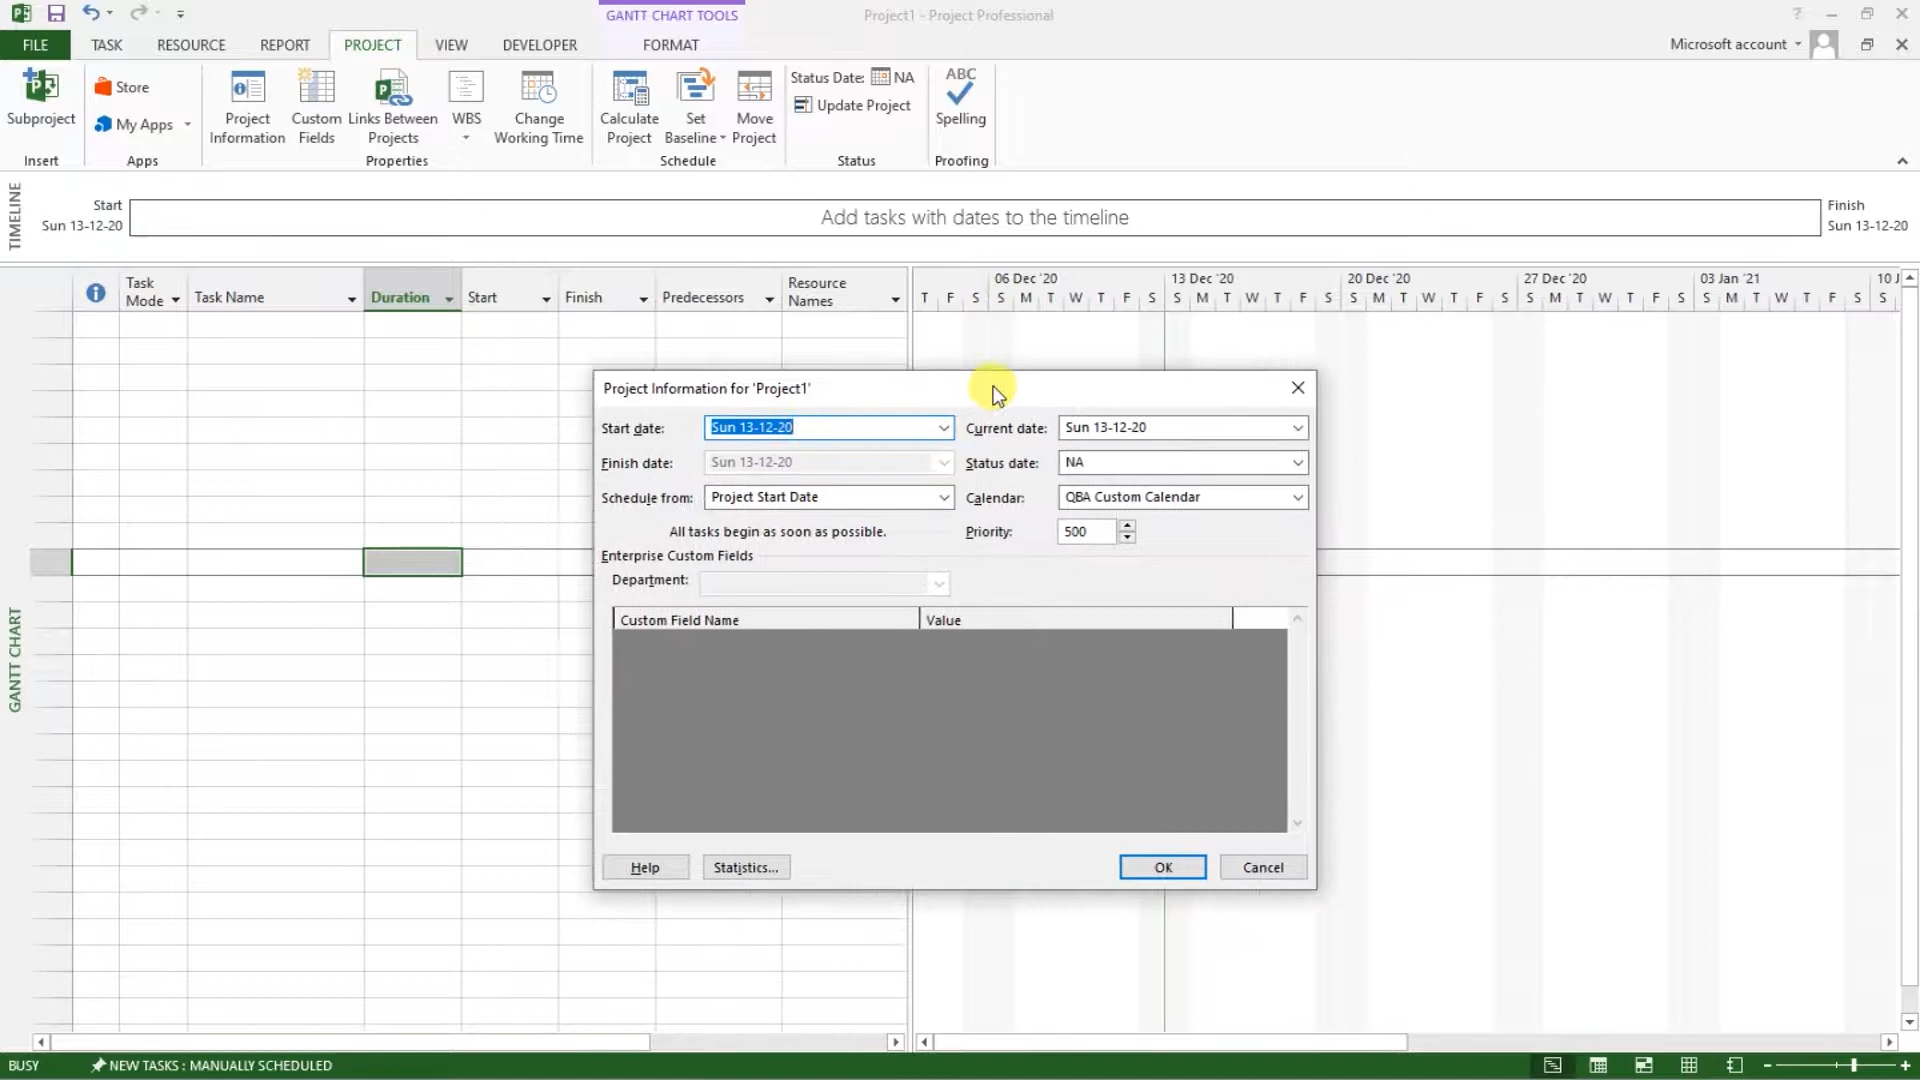 GANTT CHART TOOLS
Project1 - Project Professional
?
FILE
TASK
RESOURCE
REPORT
PROJECT
VIEW
DEVELOPER
FORMAT
Microsoft account
Subproject
Insert
Store
My Apps
Apps
Project
Information
Custom
Fields
Links Between
Projects
WBS
Change
Working Time
Properties
Calculate
Project
Set
Baseline
Move
Project
Schedule
Status Date: NA
Update Project
Status
ABC
Spelling
Proofing
TIMELINE
Start
Sun 13-12-20
Add tasks with dates to the timeline
Finish
Sun 13-12-20
Task
Mode
Task Name
Duration
Start
Finish
Predecessors
Resource
Names
06 Dec '20
13 Dec '20
20 Dec '20
27 Dec '20
03 Jan '21
10 J
T F S S M T W T F S S M T W T F S S M T W T F S S M T W T F S S M T W T F S S
Project Information for 'Project1'
Start date: Sun 13-12-20
Current date: Sun 13-12-20
Finish date: Sun 13-12-20
Status date: NA
Schedule from: Project Start Date
Calendar: QBA Custom Calendar
All tasks begin as soon as possible.
Priority: 500
Enterprise Custom Fields
Department:
Custom Field Name
Value
Help
Statistics...
OK
Cancel
GANTT CHART
BUSY
NEW TASKS : MANUALLY SCHEDULED